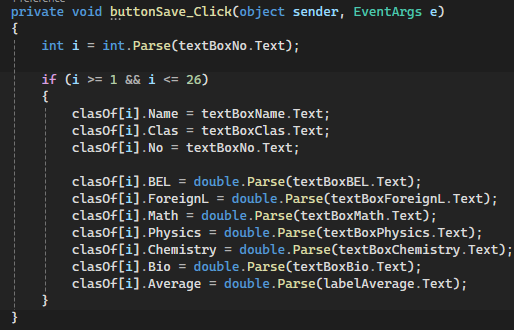 private void buttonSave_Click(object sender, EventArgs e)
{
int i = int.Parse(textBoxNo.Text);
if (i >= 1 && i <= 26)
{
clasOf[i].Name = textBoxName.Text;
clasOf[i].Clas = textBoxClas.Text;
clasOf[i].No = textBoxNo.Text;
clasOf[i].BEL = double.Parse(textBoxBEL.Text);
clasOf[i].ForeignL = double.Parse(textBoxForeignL.Text);
clasOf[i].Math = double.Parse(textBoxMath.Text);
clasOf[i].Physics = double.Parse(textBoxPhysics.Text);
clasOf[i].Chemistry = double.Parse(textBoxChemistry.Text);
clasOf[i].Bio = double.Parse(textBoxBio.Text);
clasOf[i].Average = double.Parse(labelAverage.Text);
}
}